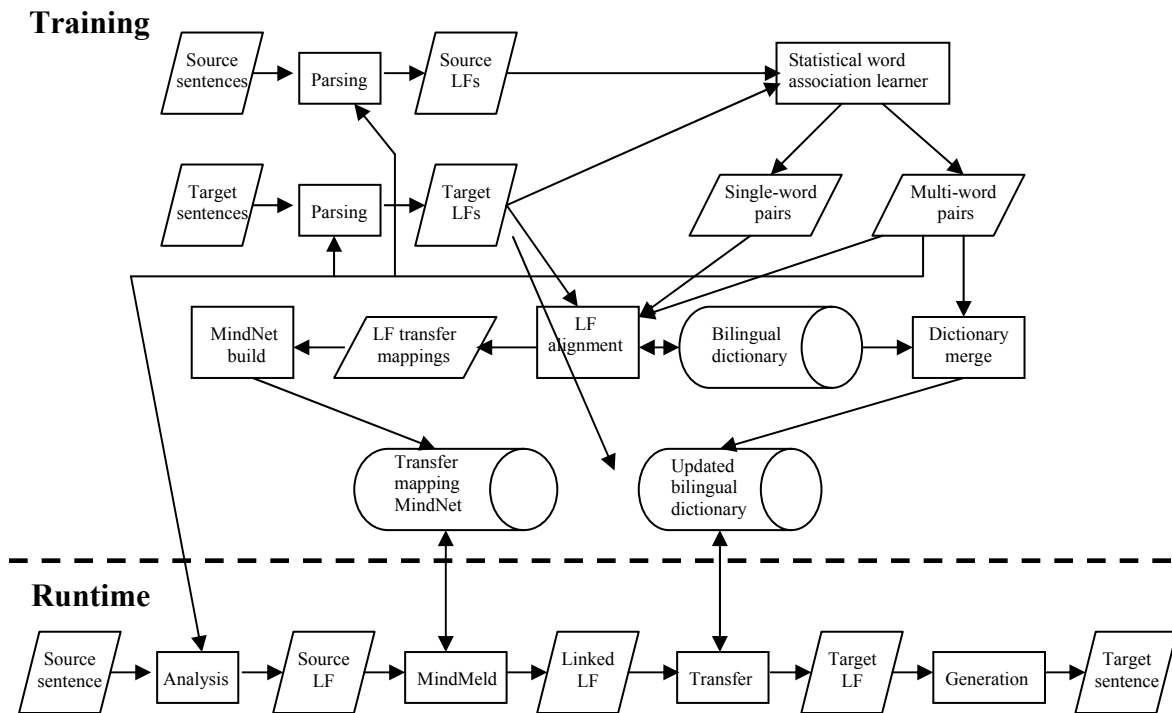 Training
Source
sentences
Parsing
Source
LFs
Statistical word
association learner
Target
sentences
Parsing
Target
LFs
Single-word
pairs
Multi-word
pairs
MindNet
build
LF transfer
mappings
LF
alignment
Bilingual
dictionary
Dictionary
merge
Transfer
mapping
MindNet
Updated
bilingual
dictionary
Runtime
Source
sentence
Analysis
Source
LF
MindMeld
Linked
LF
Transfer
Target
LF
Generation
Target
sentence